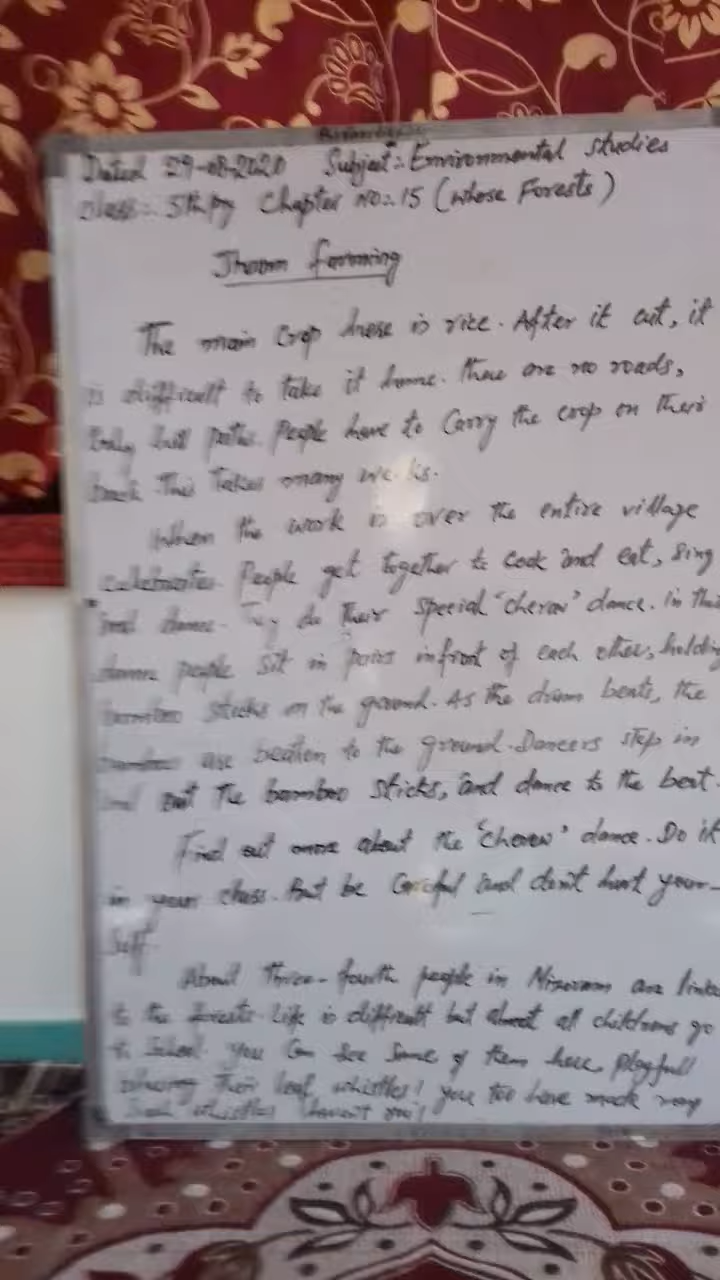 Dated 29-08-2020 Subject:- Environmental studies
Class:- 5th, Chapter no:- 15 (whose Forests)
Jhoom farming
The main crop here is rice. After it cut, it
is difficult to take it home. There are no roads,
only hill paths. People have to Carry the crop on their
back. This takes many weeks.
When the work is over the entire village
celebrates. People get together to cook and eat, Sing
and dance. They do their special 'cheraw' dance. In this
dance people sit in pairs infront of each other, holding
bamboo sticks on the ground. As the drum beats, the
bamboos are beaten to the ground. Dancers step in
and out the bamboo sticks, and dance to the beat.
Find out more about the 'cheraw' dance. Do it
in your class. But be Careful and don't hurt your-
self.
About three-fourth people in Mizoram are linked
to the forests. Life is difficult but almost all childrens go
to School. You Can See Some of them here, playfull
blowing their leaf whistles! you too have made many
such whistles, haven't you!